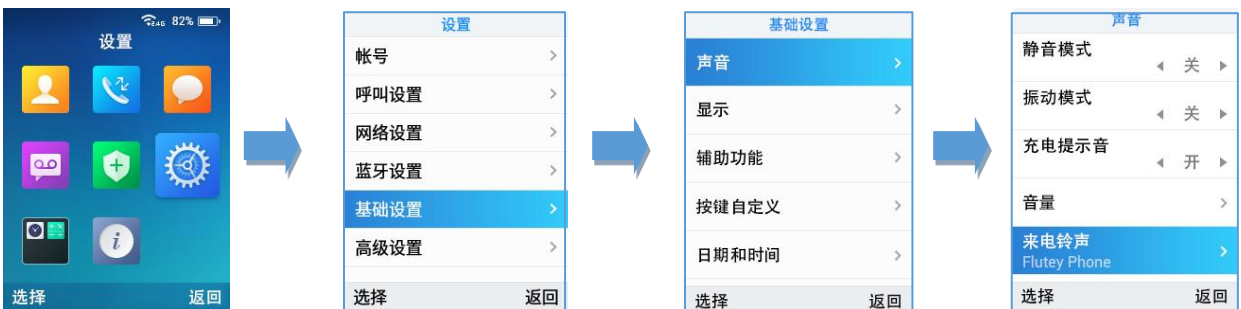 2.4G 82%
设置
选择 返回
设置
帐号
呼叫设置
网络设置
蓝牙设置
基础设置
高级设置
选择 返回
基础设置
声音
显示
辅助功能
按键自定义
日期和时间
选择 返回
声音
静音模式
关
振动模式
关
充电提示音
开
音量
来电铃声
Flutey Phone
选择 返回